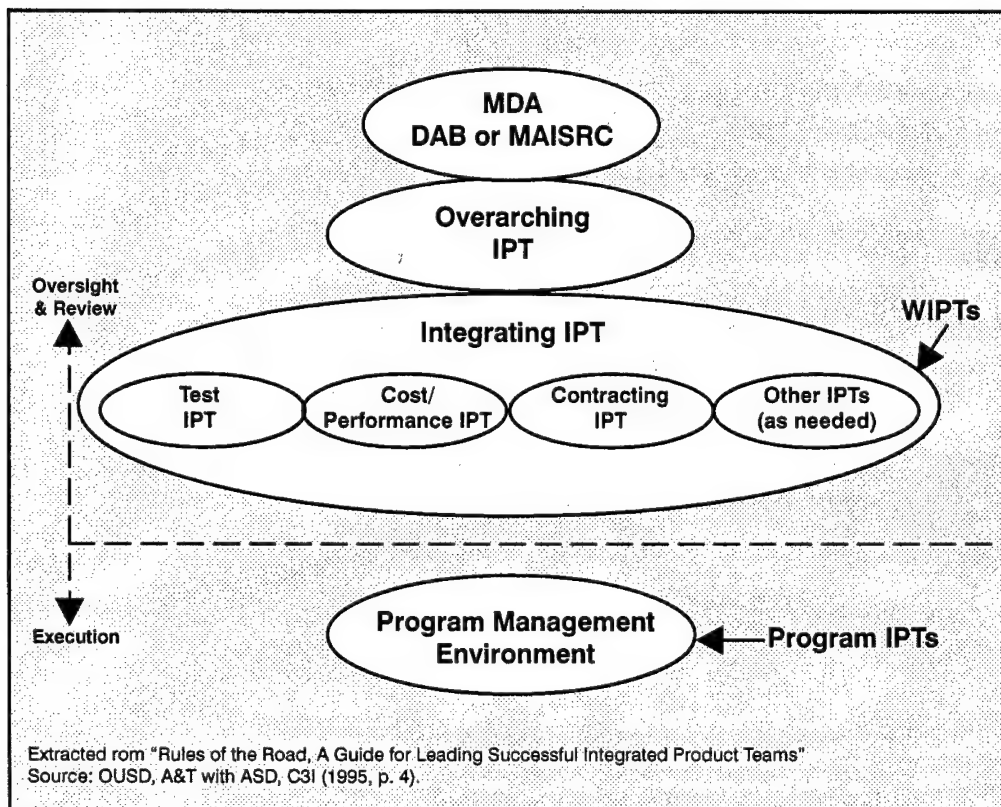 MDA
DAB or MAISRC
Overarching
IPT
Oversight
& Review
WIPTs
Integrating IPT
Test
IPT
Cost/
Performance IPT
Contracting
IPT
Other IPTs
(as needed)
Execution
Program Management
Environment
Program IPTs
Extracted rom “Rules of the Road, A Guide for Leading Successful Integrated Product Teams”
Source: OUSD, A&T with ASD, C3I (1995, p. 4).